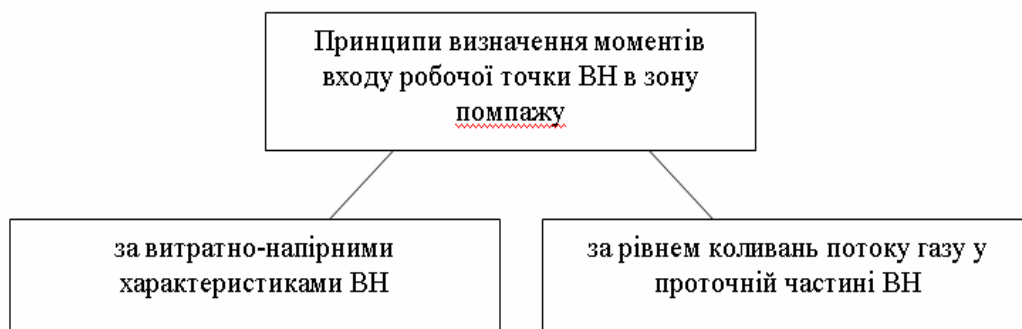 Принципи визначення моментів
входу робочої точки ВН в зону
помпажу
за витратно-напірними
характеристиками ВН
за рівнем коливань потоку газу у
проточній частині ВН